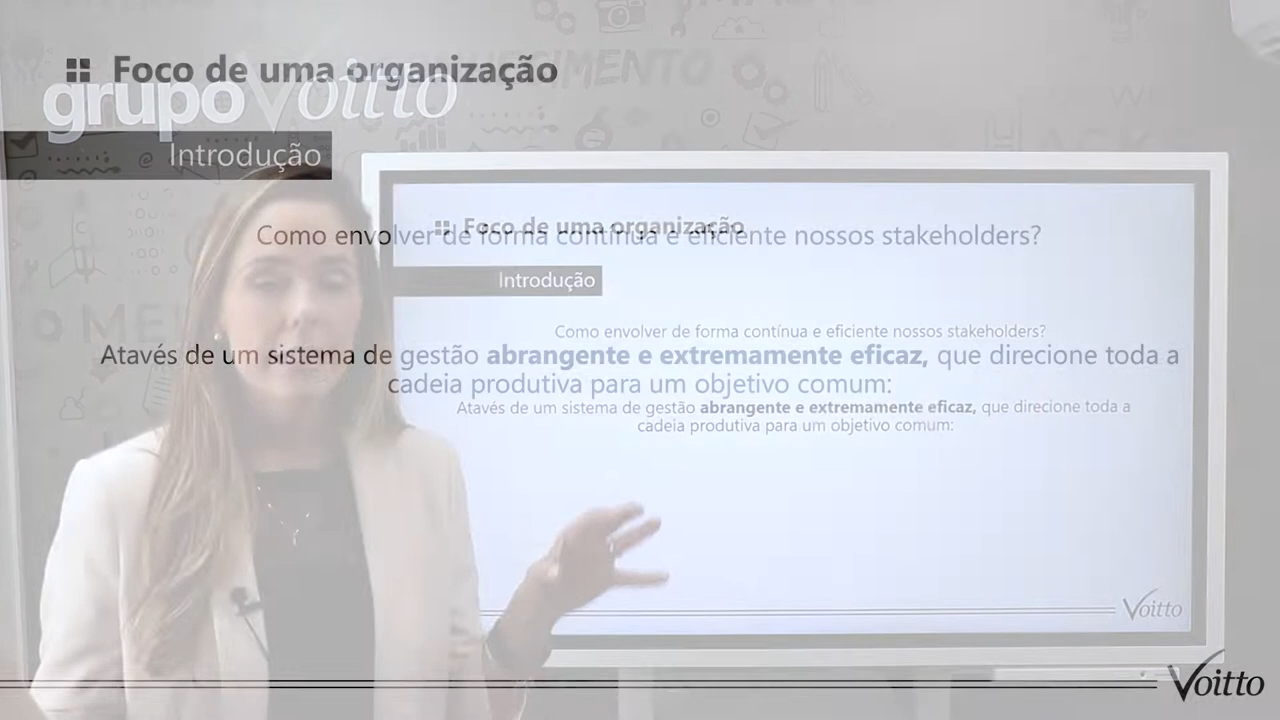 Foco de uma organização
grupo Voitto
Introdução
Como envolver de forma contínua e eficiente nossos stakeholders?
Atavés de um sistema de gestão abrangente e extremamente eficaz, que direcione toda a
cadeia produtiva para um objetivo comum:
Foco de uma organização
Introdução
Como envolver de forma contínua e eficiente nossos stakeholders?
Atavés de um sistema de gestão abrangente e extremamente eficaz, que direcione toda a
cadeia produtiva para um objetivo comum:
Voitto
Voitto